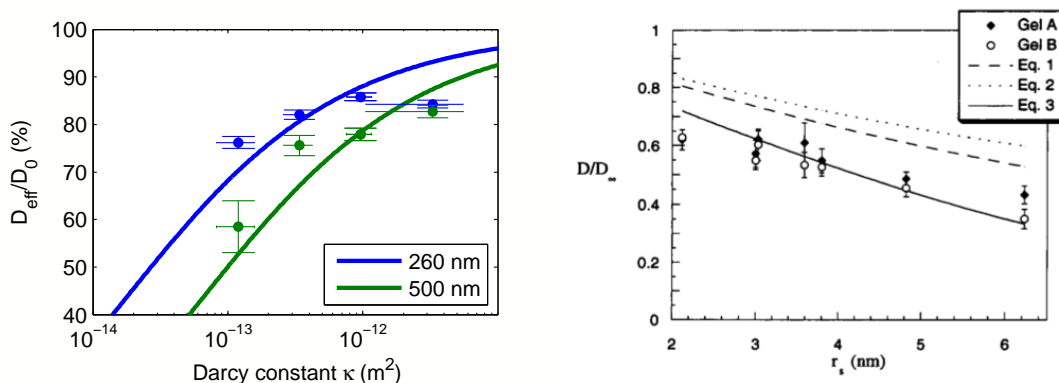 100
90
80
70
60
50
40
D_eff/D_0 (%)
260 nm
500 nm
10^-14
10^-13
10^-12
Darcy constant κ (m²)
Gel A
Gel B
Eq. 1
Eq. 2
Eq. 3
1
0.8
0.6
0.4
0.2
0
D/D_∞
2
3
4
5
6
r_s (nm)